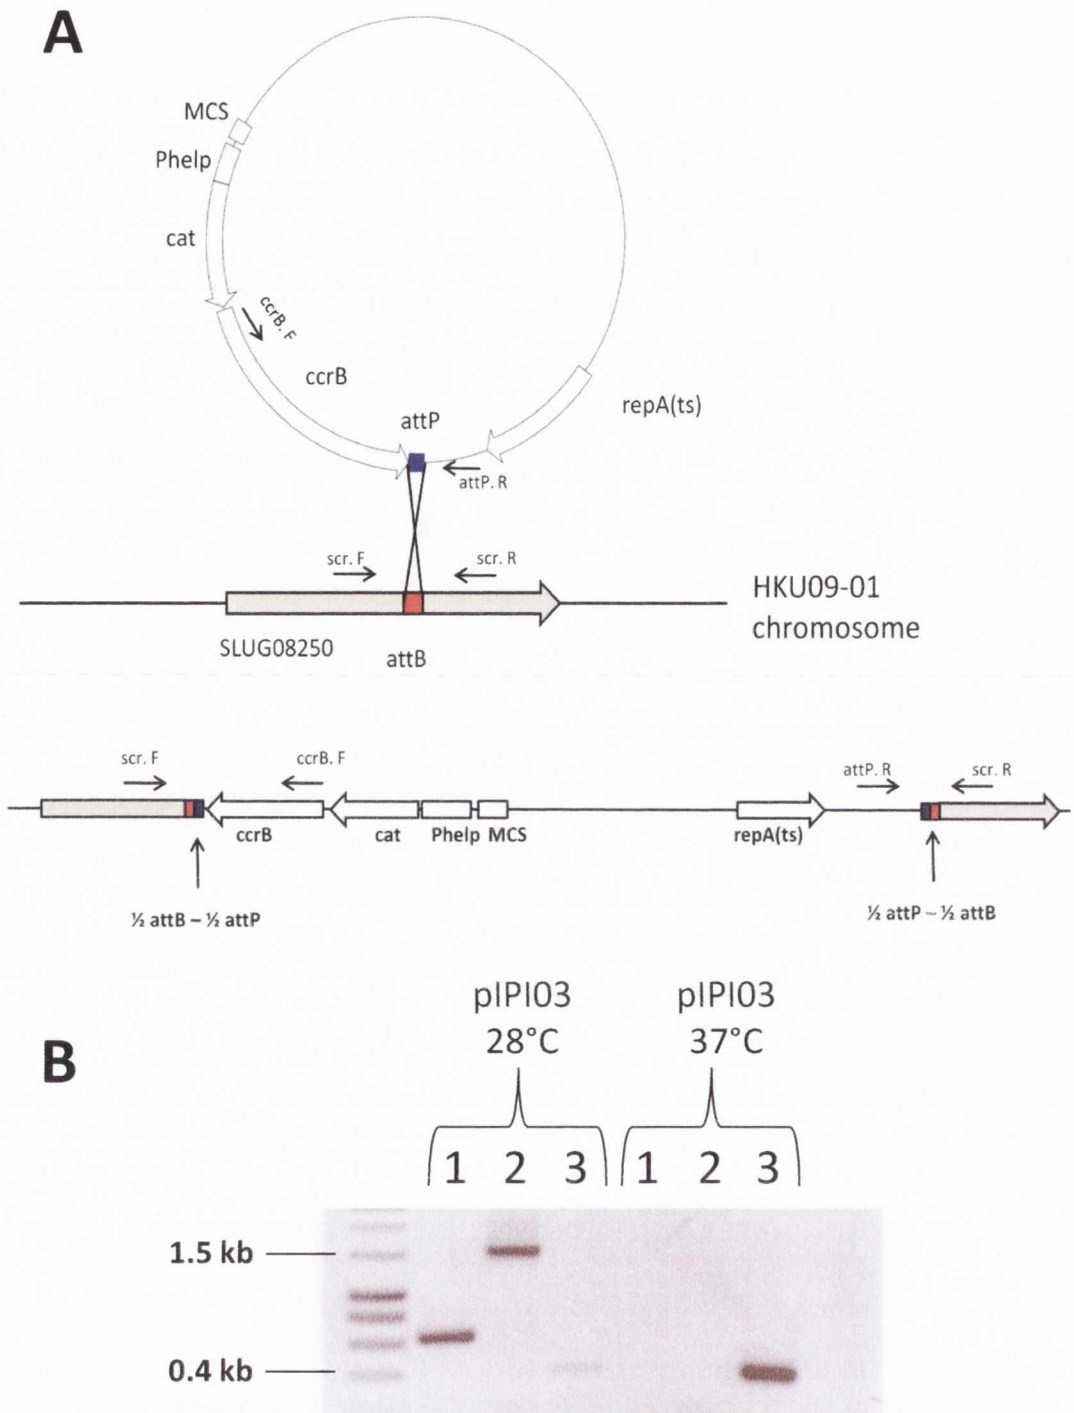 A
MCS
Phelp
cat
ccrB. F
ccrB
attP
repA(ts)
attP. R
scr. F
scr. R
HKU09-01
chromosome
SLUG08250
attB
scr. F
ccrB. F
attP. R
scr. R
ccrB
cat
Phelp
MCS
repA(ts)
½ attB – ½ attP
½ attP – ½ attB
B
pIPI03
28°C
pIPI03
37°C
1 2 3 1 2 3
1.5 kb
0.4 kb